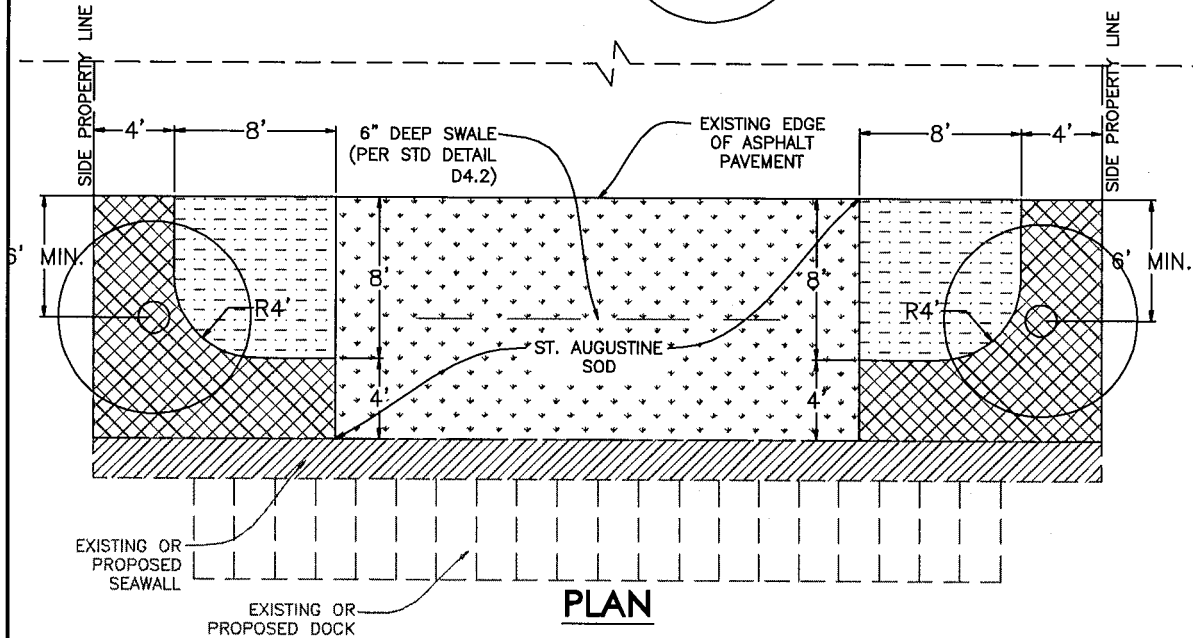 SIDE PROPERTY LINE
SIDE PROPERTY LINE
4'
8'
6" DEEP SWALE
(PER STD DETAIL
D4.2)
EXISTING EDGE
OF ASPHALT
PAVEMENT
8'
4'
6' MIN.
8'
8'
6' MIN.
R4'
R4'
ST. AUGUSTINE
SOD
4'
4'
EXISTING OR
PROPOSED
SEAWALL
EXISTING OR
PROPOSED DOCK
PLAN